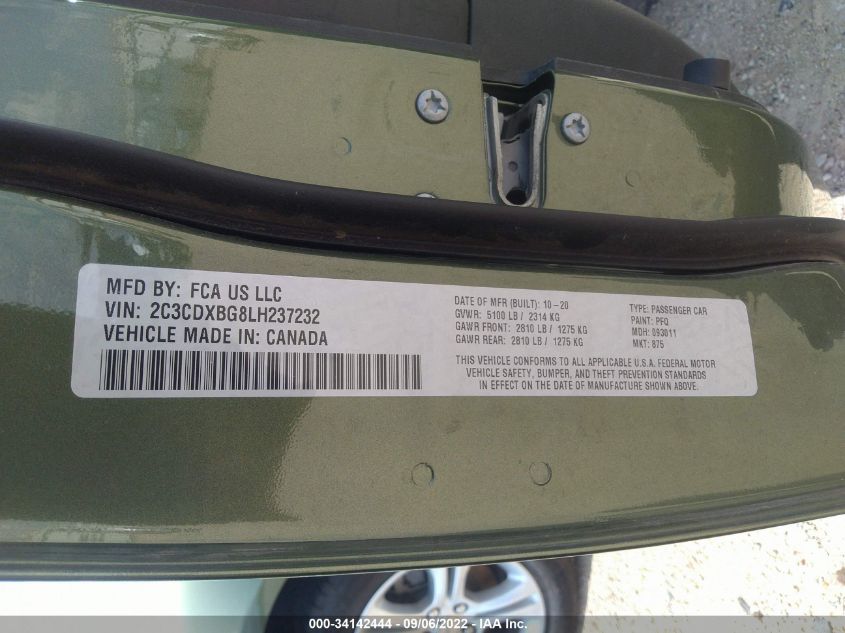 MFD BY: FCA US LLC
VIN: 2C3CDXBG8LH237232
VEHICLE MADE IN: CANADA
DATE OF MFR (BUILT): 10-20
GVWR: 5100 LB / 2314 KG
GAWR FRONT: 2810 LB / 1275 KG
GAWR REAR: 2810 LB / 1275 KG
TYPE: PASSENGER CAR
PAINT: PFQ
MDH: 093011
MKT: 875
THIS VEHICLE CONFORMS TO ALL APPLICABLE U.S.A. FEDERAL MOTOR
VEHICLE SAFETY, BUMPER, AND THEFT PREVENTION STANDARDS
IN EFFECT ON THE DATE OF MANUFACTURE SHOWN ABOVE.
000-34142444 - 09/06/2022 - Copyright IAA, Inc.